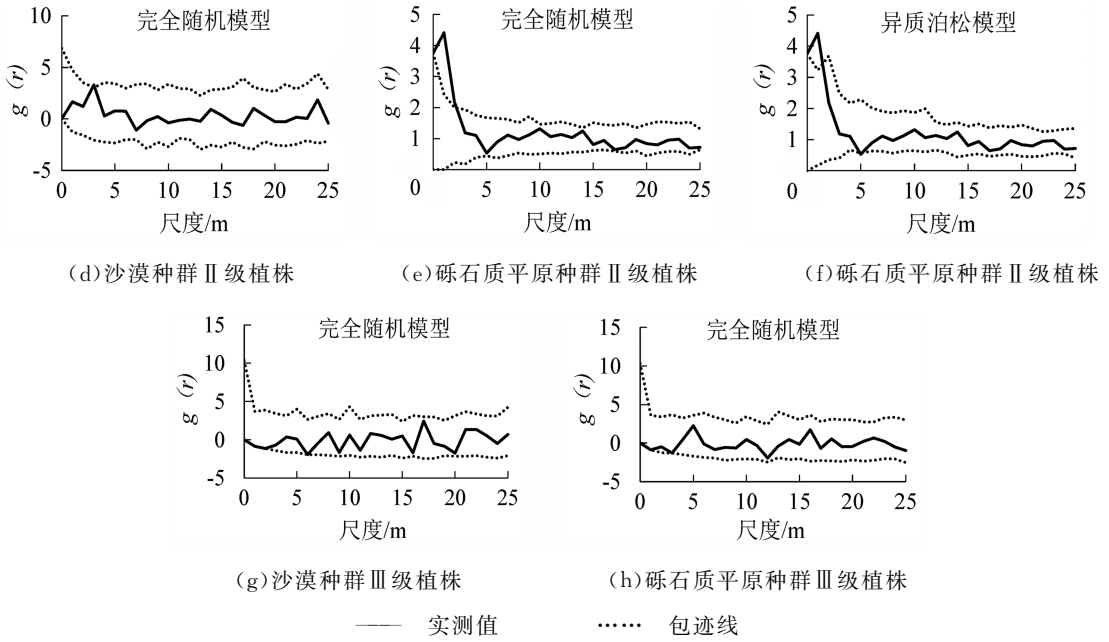 完全随机模型
10
5
0
-5
g (r)
0 5 10 15 20 25
尺度/m
(d)沙漠种群Ⅱ级植株
完全随机模型
5
4
3
2
1
0
g (r)
0 5 10 15 20 25
尺度/m
(e)砾石质平原种群Ⅱ级植株
异质泊松模型
5
4
3
2
1
g (r)
0 5 10 15 20 25
尺度/m
(f)砾石质平原种群Ⅱ级植株
完全随机模型
15
10
5
0
-5
g (r)
0 5 10 15 20 25
尺度/m
(g)沙漠种群Ⅲ级植株
完全随机模型
15
10
5
0
-5
g (r)
0 5 10 15 20 25
尺度/m
(h)砾石质平原种群Ⅲ级植株
实测值 包迹线